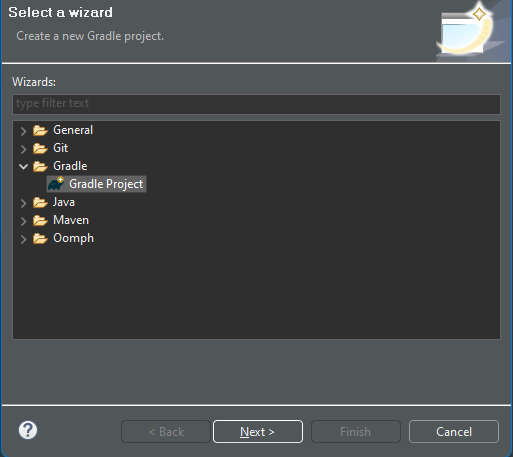 Select a wizard
Create a new Gradle project.
Wizards:
type filter text
General
Git
Gradle
Gradle Project
Java
Maven
Oomph
?
< Back
Next >
Finish
Cancel